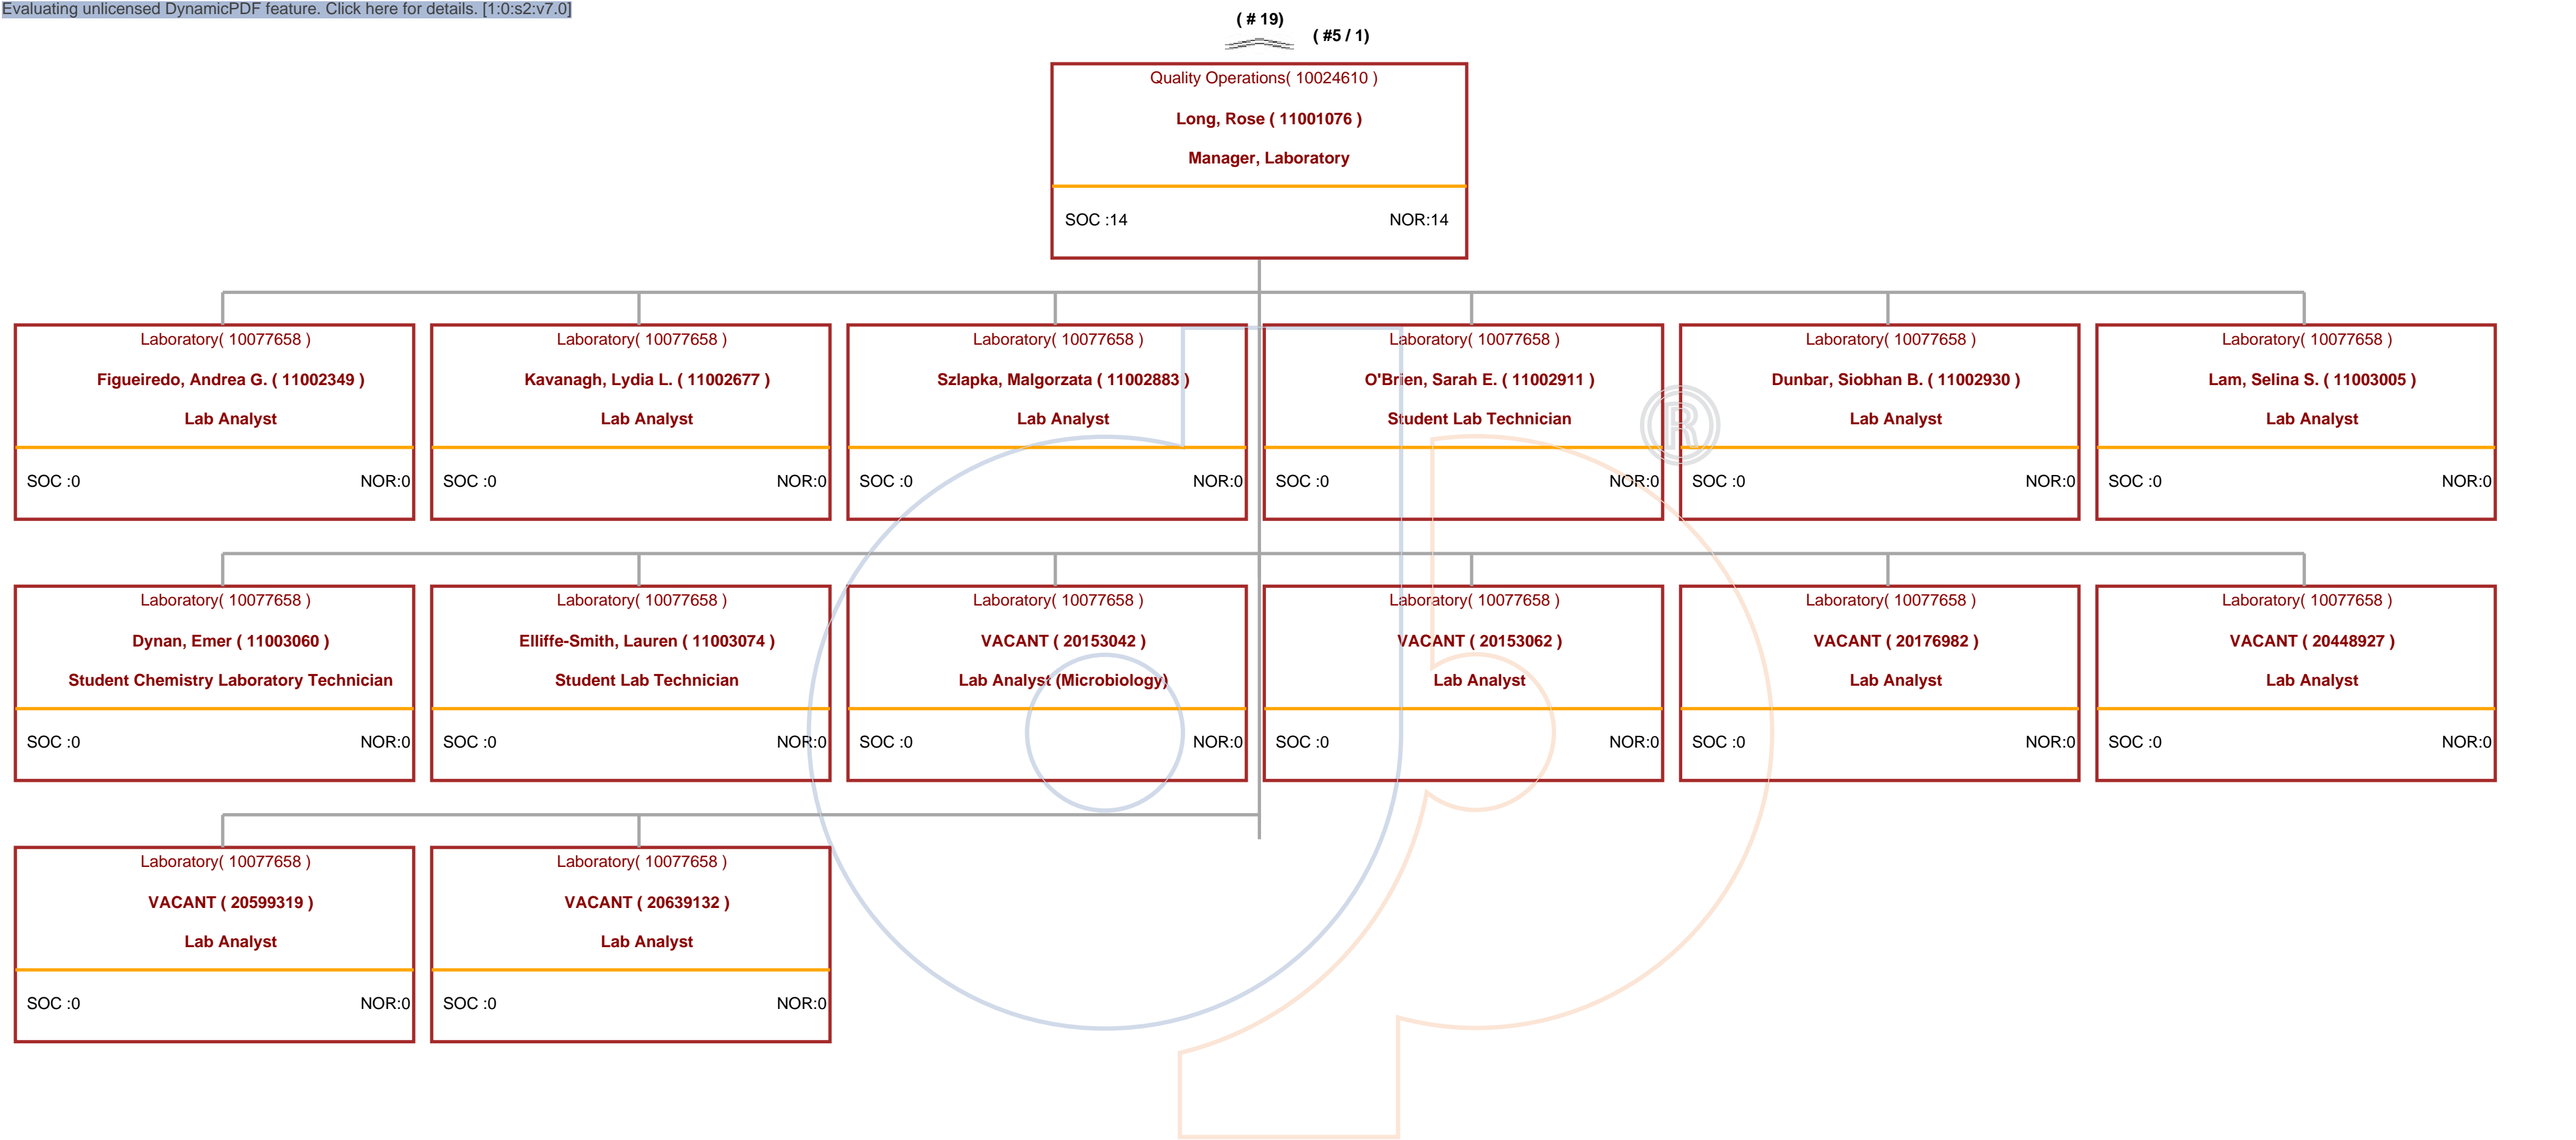 Evaluating unlicensed DynamicPDF feature. Click here for details. [1:0:s2:v7.0]
( # 19)
( #5 / 1)
Quality Operations( 10024610 )
Long, Rose ( 11001076 )
Manager, Laboratory
SOC :14 NOR:14
Laboratory( 10077658 )
Figueiredo, Andrea G. ( 11002349 )
Lab Analyst
SOC :0 NOR:0
Laboratory( 10077658 )
Kavanagh, Lydia L. ( 11002677 )
Lab Analyst
SOC :0 NOR:0
Laboratory( 10077658 )
Szlapka, Malgorzata ( 11002883 )
Lab Analyst
SOC :0 NOR:0
Laboratory( 10077658 )
O'Brien, Sarah E. ( 11002911 )
Student Lab Technician
SOC :0 NOR:0
Laboratory( 10077658 )
Dunbar, Siobhan B. ( 11002930 )
Lab Analyst
SOC :0 NOR:0
Laboratory( 10077658 )
Lam, Selina S. ( 11003005 )
Lab Analyst
SOC :0 NOR:0
®
Laboratory( 10077658 )
Dynan, Emer ( 11003060 )
Student Chemistry Laboratory Technician
SOC :0 NOR:0
Laboratory( 10077658 )
Elliffe-Smith, Lauren ( 11003074 )
Student Lab Technician
SOC :0 NOR:0
Laboratory( 10077658 )
VACANT ( 20153042 )
Lab Analyst (Microbiology)
SOC :0 NOR:0
Laboratory( 10077658 )
VACANT ( 20153062 )
Lab Analyst
SOC :0 NOR:0
Laboratory( 10077658 )
VACANT ( 20176982 )
Lab Analyst
SOC :0 NOR:0
Laboratory( 10077658 )
VACANT ( 20448927 )
Lab Analyst
SOC :0 NOR:0
Laboratory( 10077658 )
VACANT ( 20599319 )
Lab Analyst
SOC :0 NOR:0
Laboratory( 10077658 )
VACANT ( 20639132 )
Lab Analyst
SOC :0 NOR:0